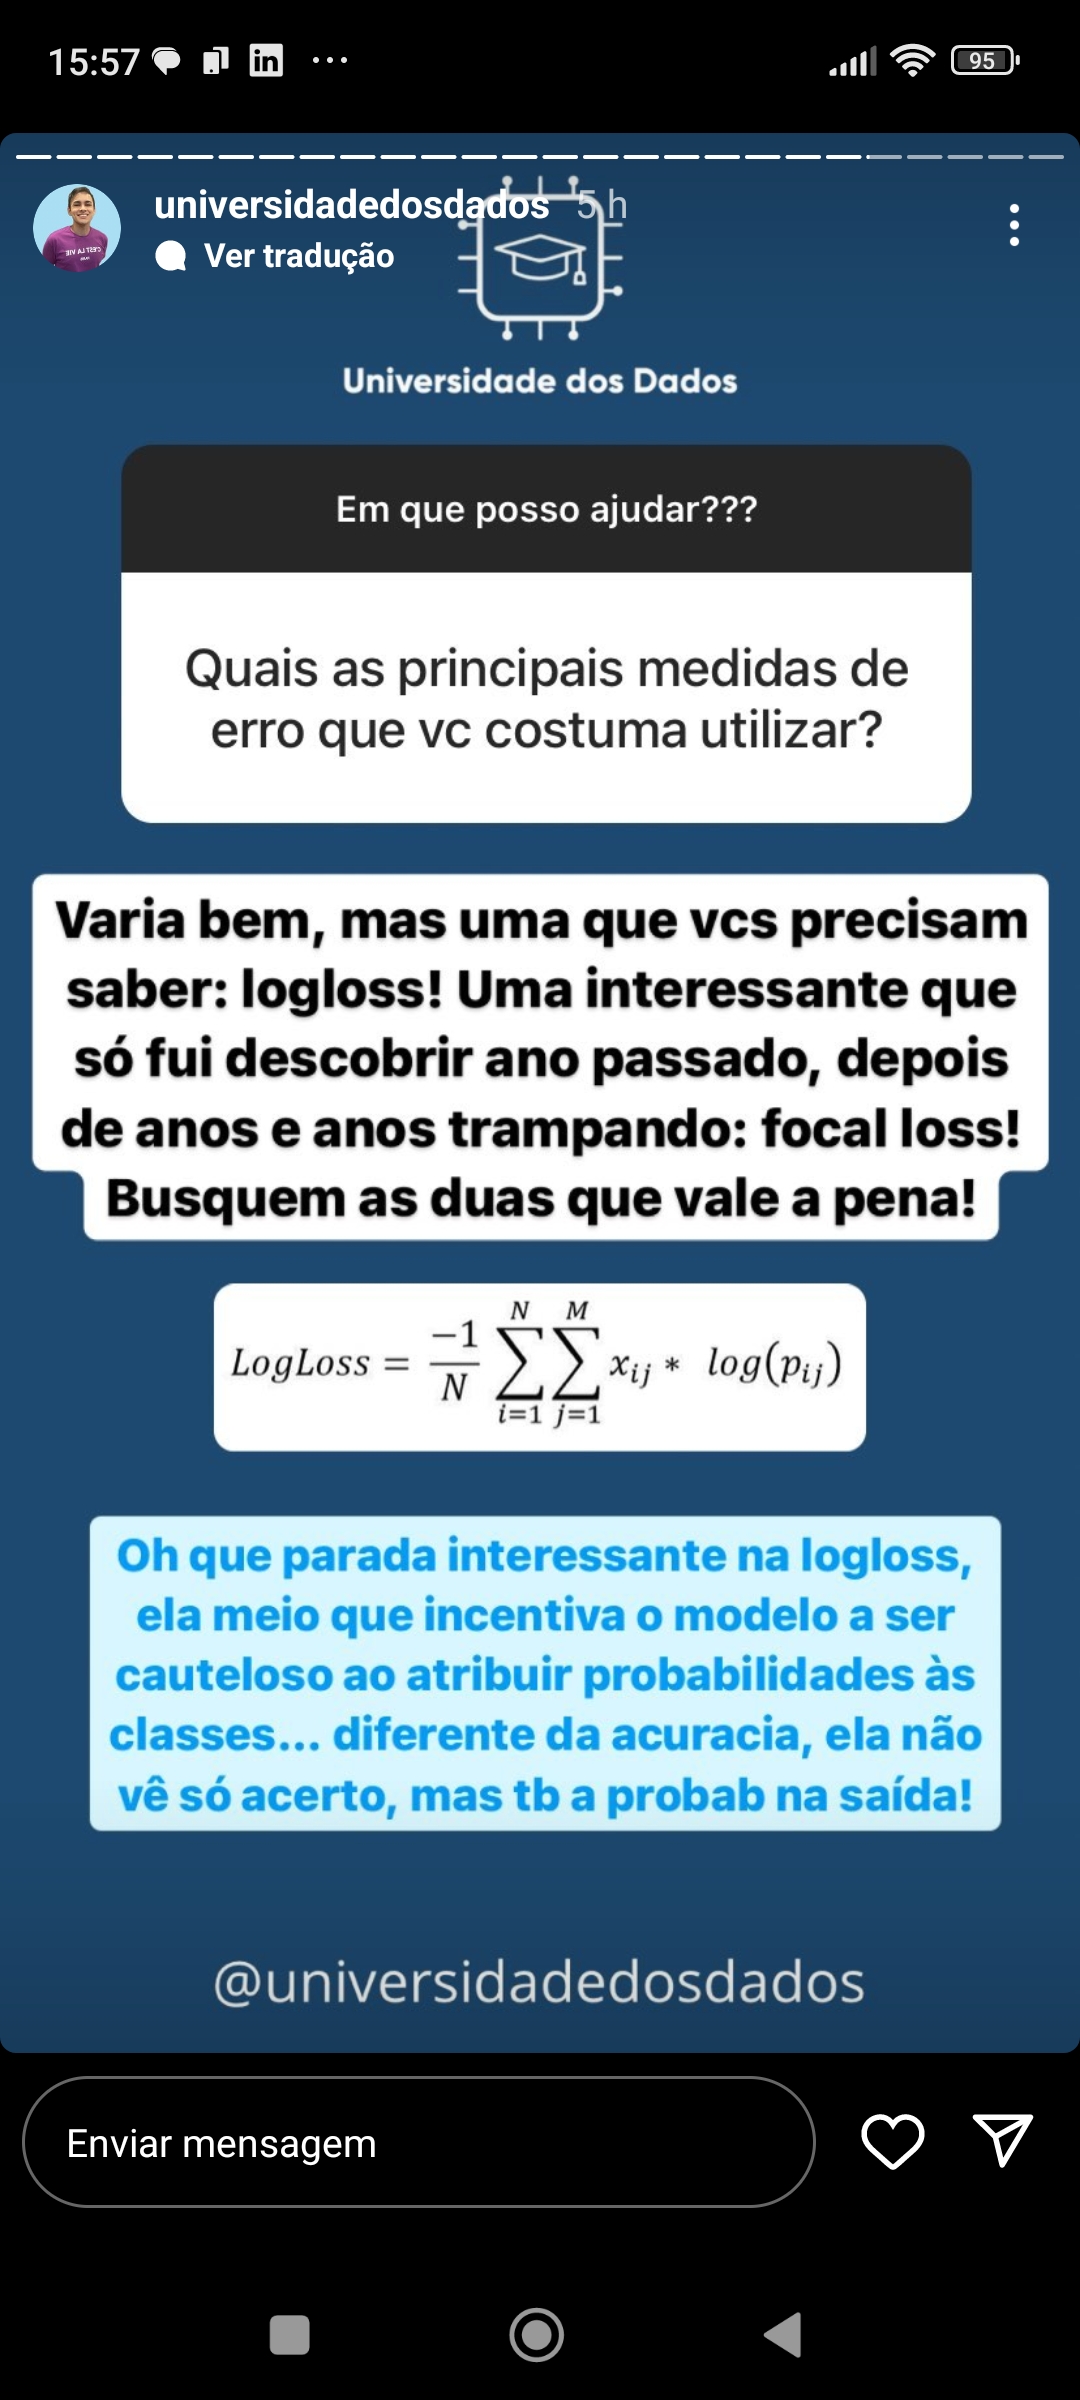 15:57
95
universidadedosdados 5 h
Ver tradução
Universidade dos Dados
Em que posso ajudar???
Quais as principais medidas de
erro que vc costuma utilizar?
Varia bem, mas uma que vcs precisam
saber: logloss! Uma interessante que
só fui descobrir ano passado, depois
de anos e anos trampando: focal loss!
Busquem as duas que vale a pena!
LogLoss = \frac{-1}{N} \sum_{i=1}^{N} \sum_{j=1}^{M} x_{ij} * log(p_{ij})
Oh que parada interessante na logloss,
ela meio que incentiva o modelo a ser
cauteloso ao atribuir probabilidades às
classes... diferente da acuracia, ela não
vê só acerto, mas tb a probab na saída!
@universidadedosdados
Enviar mensagem